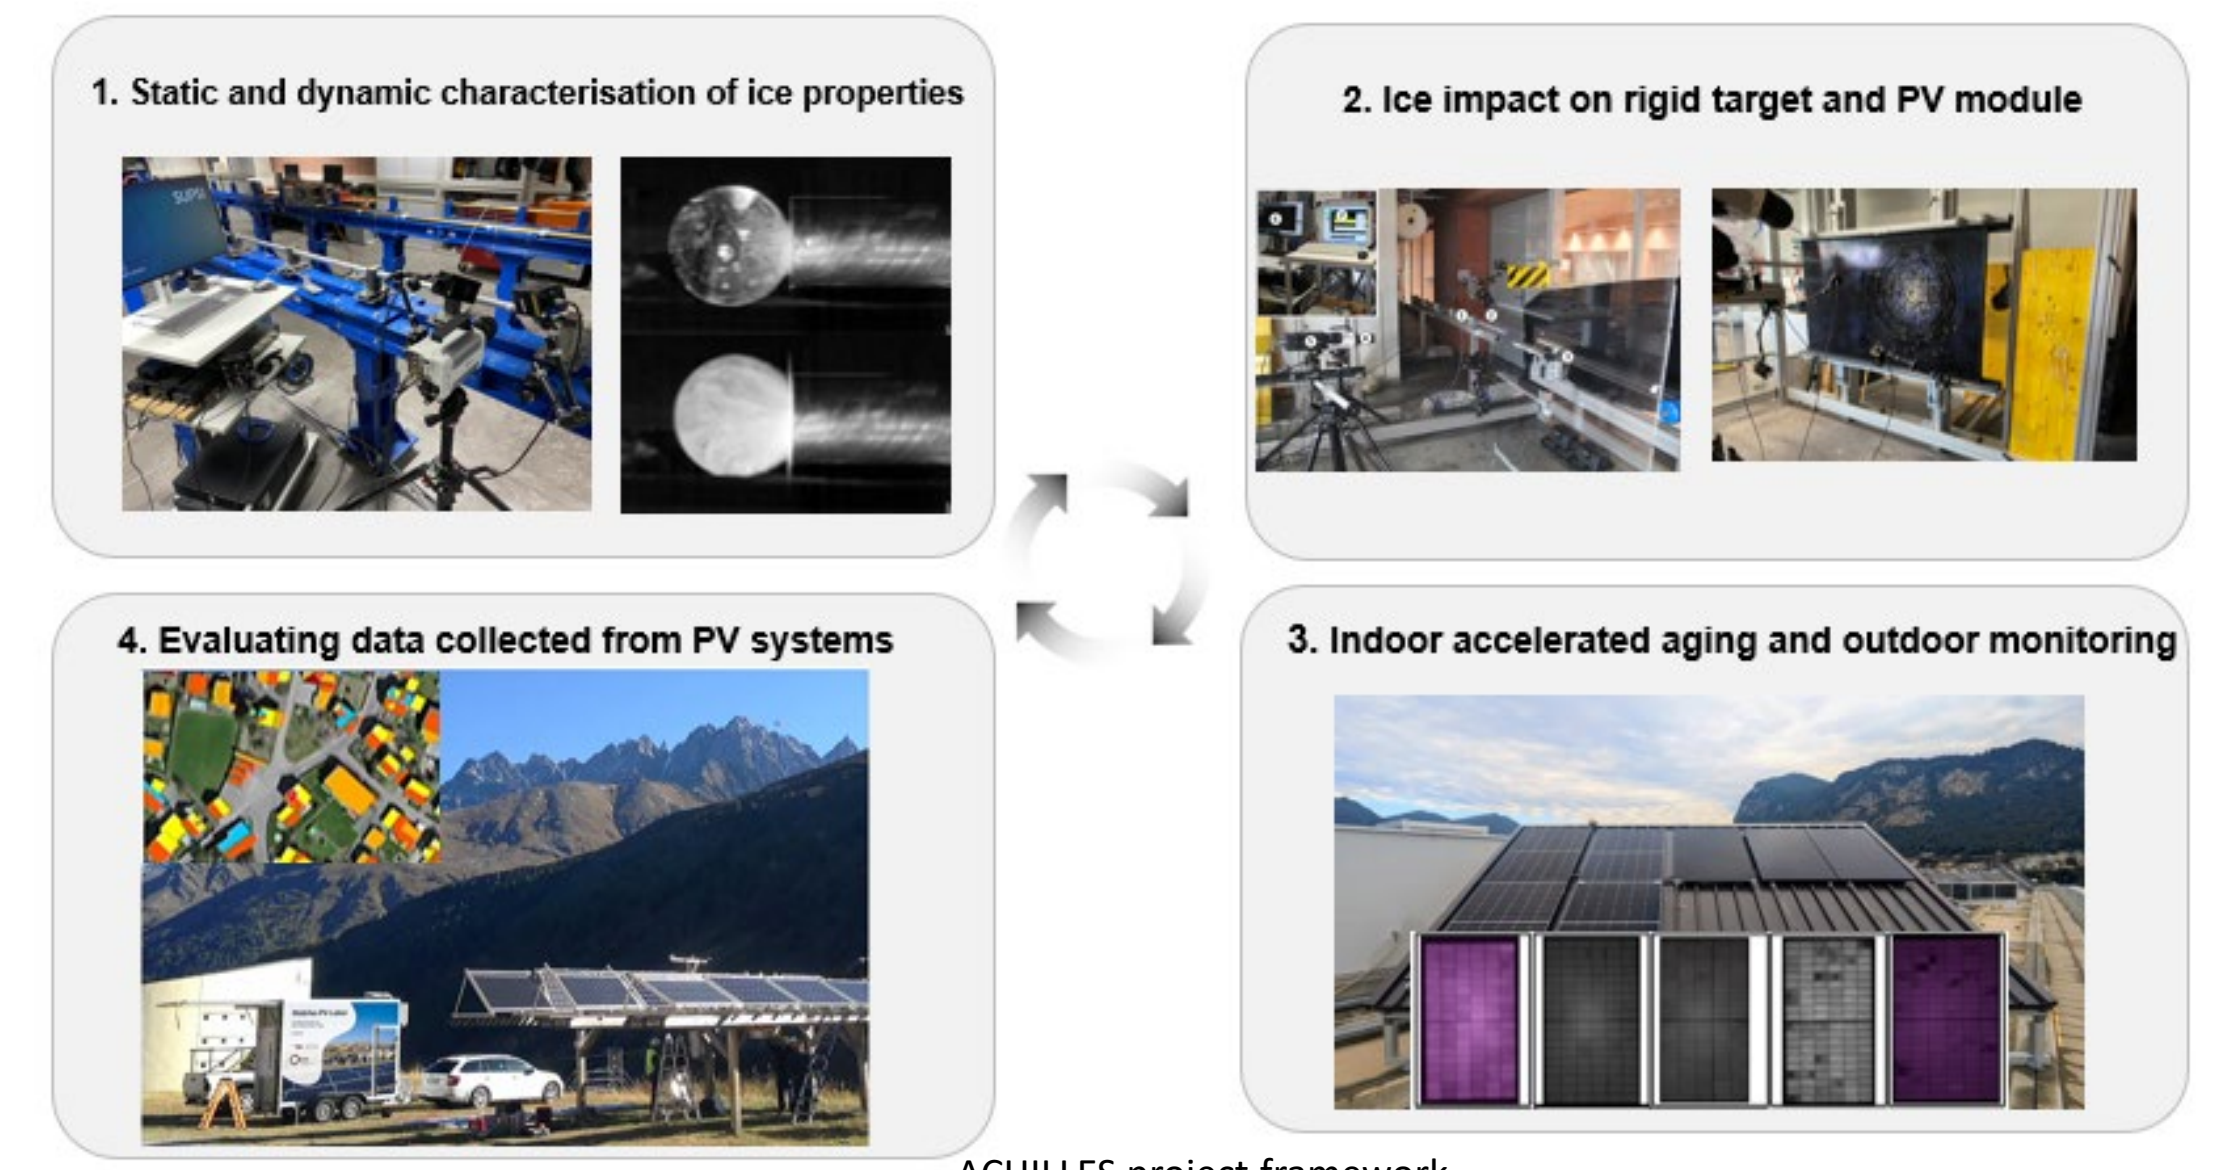 1. Static and dynamic characterisation of ice properties
SUPSI
2. Ice impact on rigid target and PV module
4. Evaluating data collected from PV systems
3. Indoor accelerated aging and outdoor monitoring
ACHILLES project framework